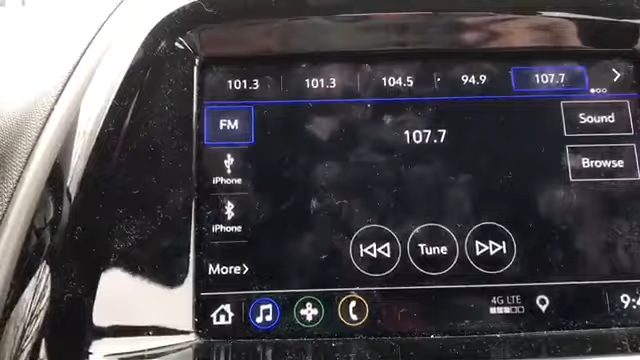 101.3 101.3 104.5 94.9 107.7
FM
107.7
Sound
iPhone
Browse
iPhone
Tune
More
4G LTE